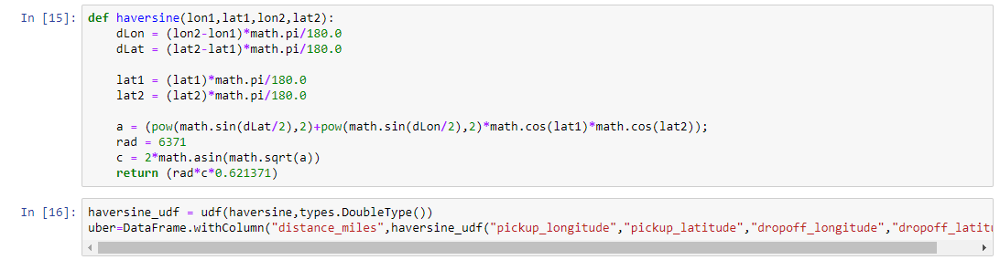 In [15]: def haversine(lon1,lat1,lon2,lat2):
    dLon = (lon2-lon1)*math.pi/180.0
    dLat = (lat2-lat1)*math.pi/180.0

    lat1 = (lat1)*math.pi/180.0
    lat2 = (lat2)*math.pi/180.0

    a = (pow(math.sin(dLat/2),2)+pow(math.sin(dLon/2),2)*math.cos(lat1)*math.cos(lat2));
    rad = 6371
    c = 2*math.asin(math.sqrt(a))
    return (rad*c*0.621371)
In [16]: haversine_udf = udf(haversine,types.DoubleType())
uber=DataFrame.withColumn("distance_miles",haversine_udf("pickup_longitude","pickup_latitude","dropoff_longitude","dropoff_latitu